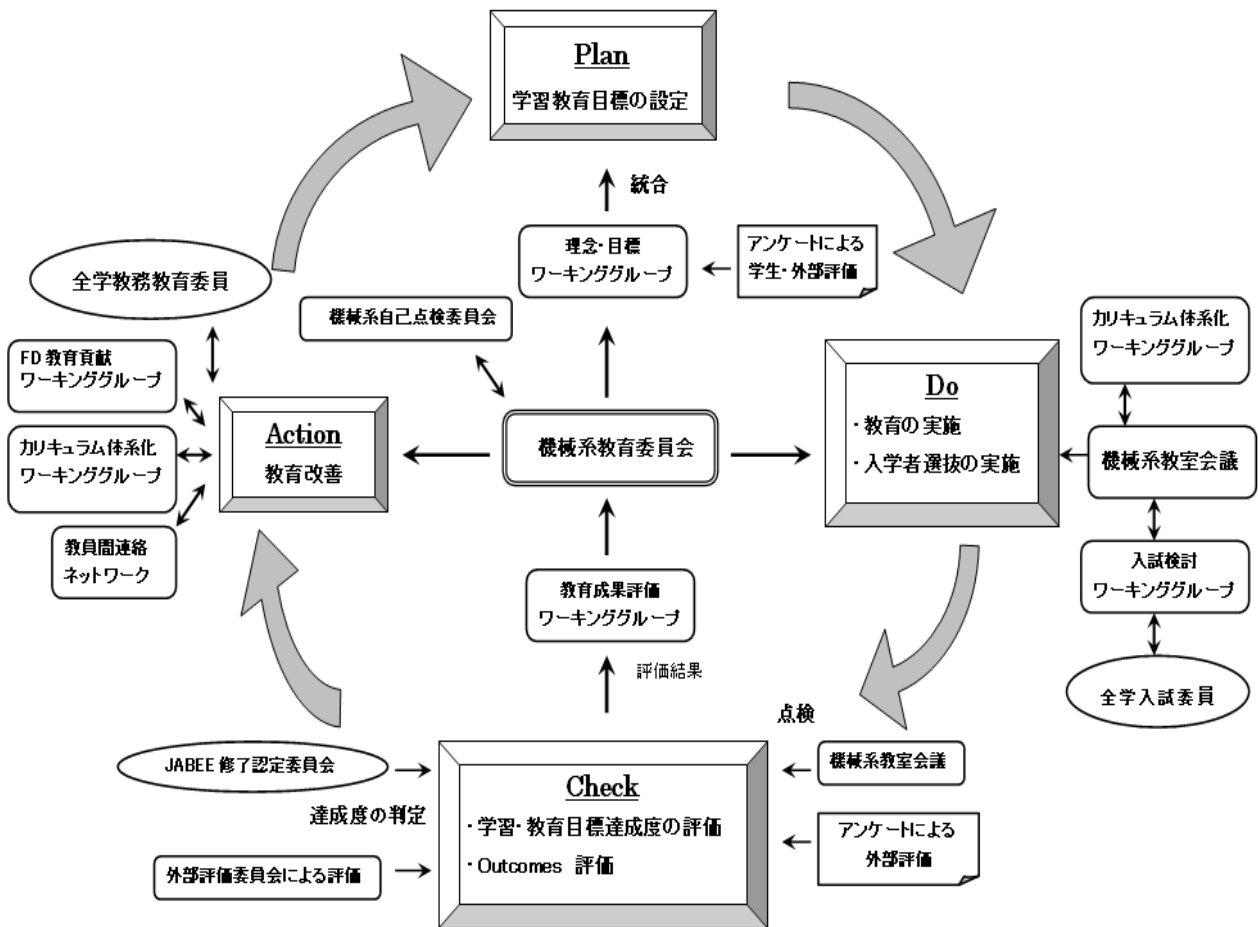 Plan
学習教育目標の設定
統合
理念・目標
ワーキンググループ
アンケートによる
学生・外部評価
全学教務教育委員
機械系自己点検委員会
カリキュラム体系化
ワーキンググループ
FD 教育貢献
ワーキンググループ
Do
・教育の実施
・入学者選抜の実施
Action
教育改善
機械系教育委員会
カリキュラム体系化
ワーキンググループ
機械系教室会議
教員間連絡
ネットワーク
入試検討
ワーキンググループ
教育成果評価
ワーキンググループ
評価結果
全学入試委員
点検
JABEE 修了認定委員会
機械系教室会議
Check
達成度の判定
・学習・教育目標達成度の評価
・Outcomes 評価
アンケートによる
外部評価
外部評価委員会による評価